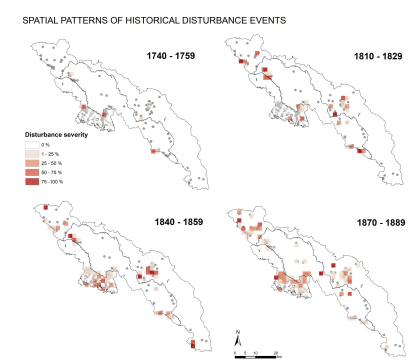 SPATIAL PATTERNS OF HISTORICAL DISTURBANCE EVENTS
1740 - 1759
1810 - 1829
Disturbance severity
0 %
1 - 25 %
25 - 50 %
50 - 75 %
75 -100 %
1840 - 1859
1870 - 1889
N